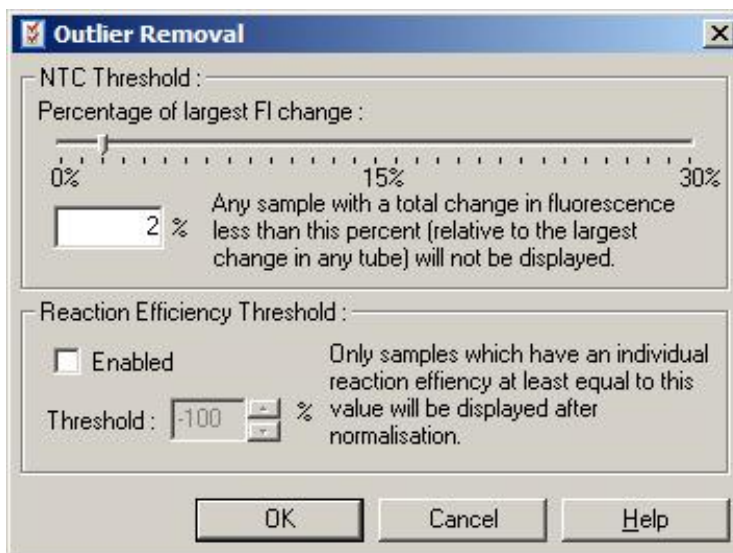 Outlier Removal
NTC Threshold :
Percentage of largest Fl change :
0% 15% 30%
2 %
Any sample with a total change in fluorescence
less than this percent (relative to the largest
change in any tube) will not be displayed.
Reaction Efficiency Threshold :
Enabled
Threshold : -100 %
Only samples which have an individual
reaction effiency at least equal to this
value will be displayed after
normalisation.
OK Cancel Help